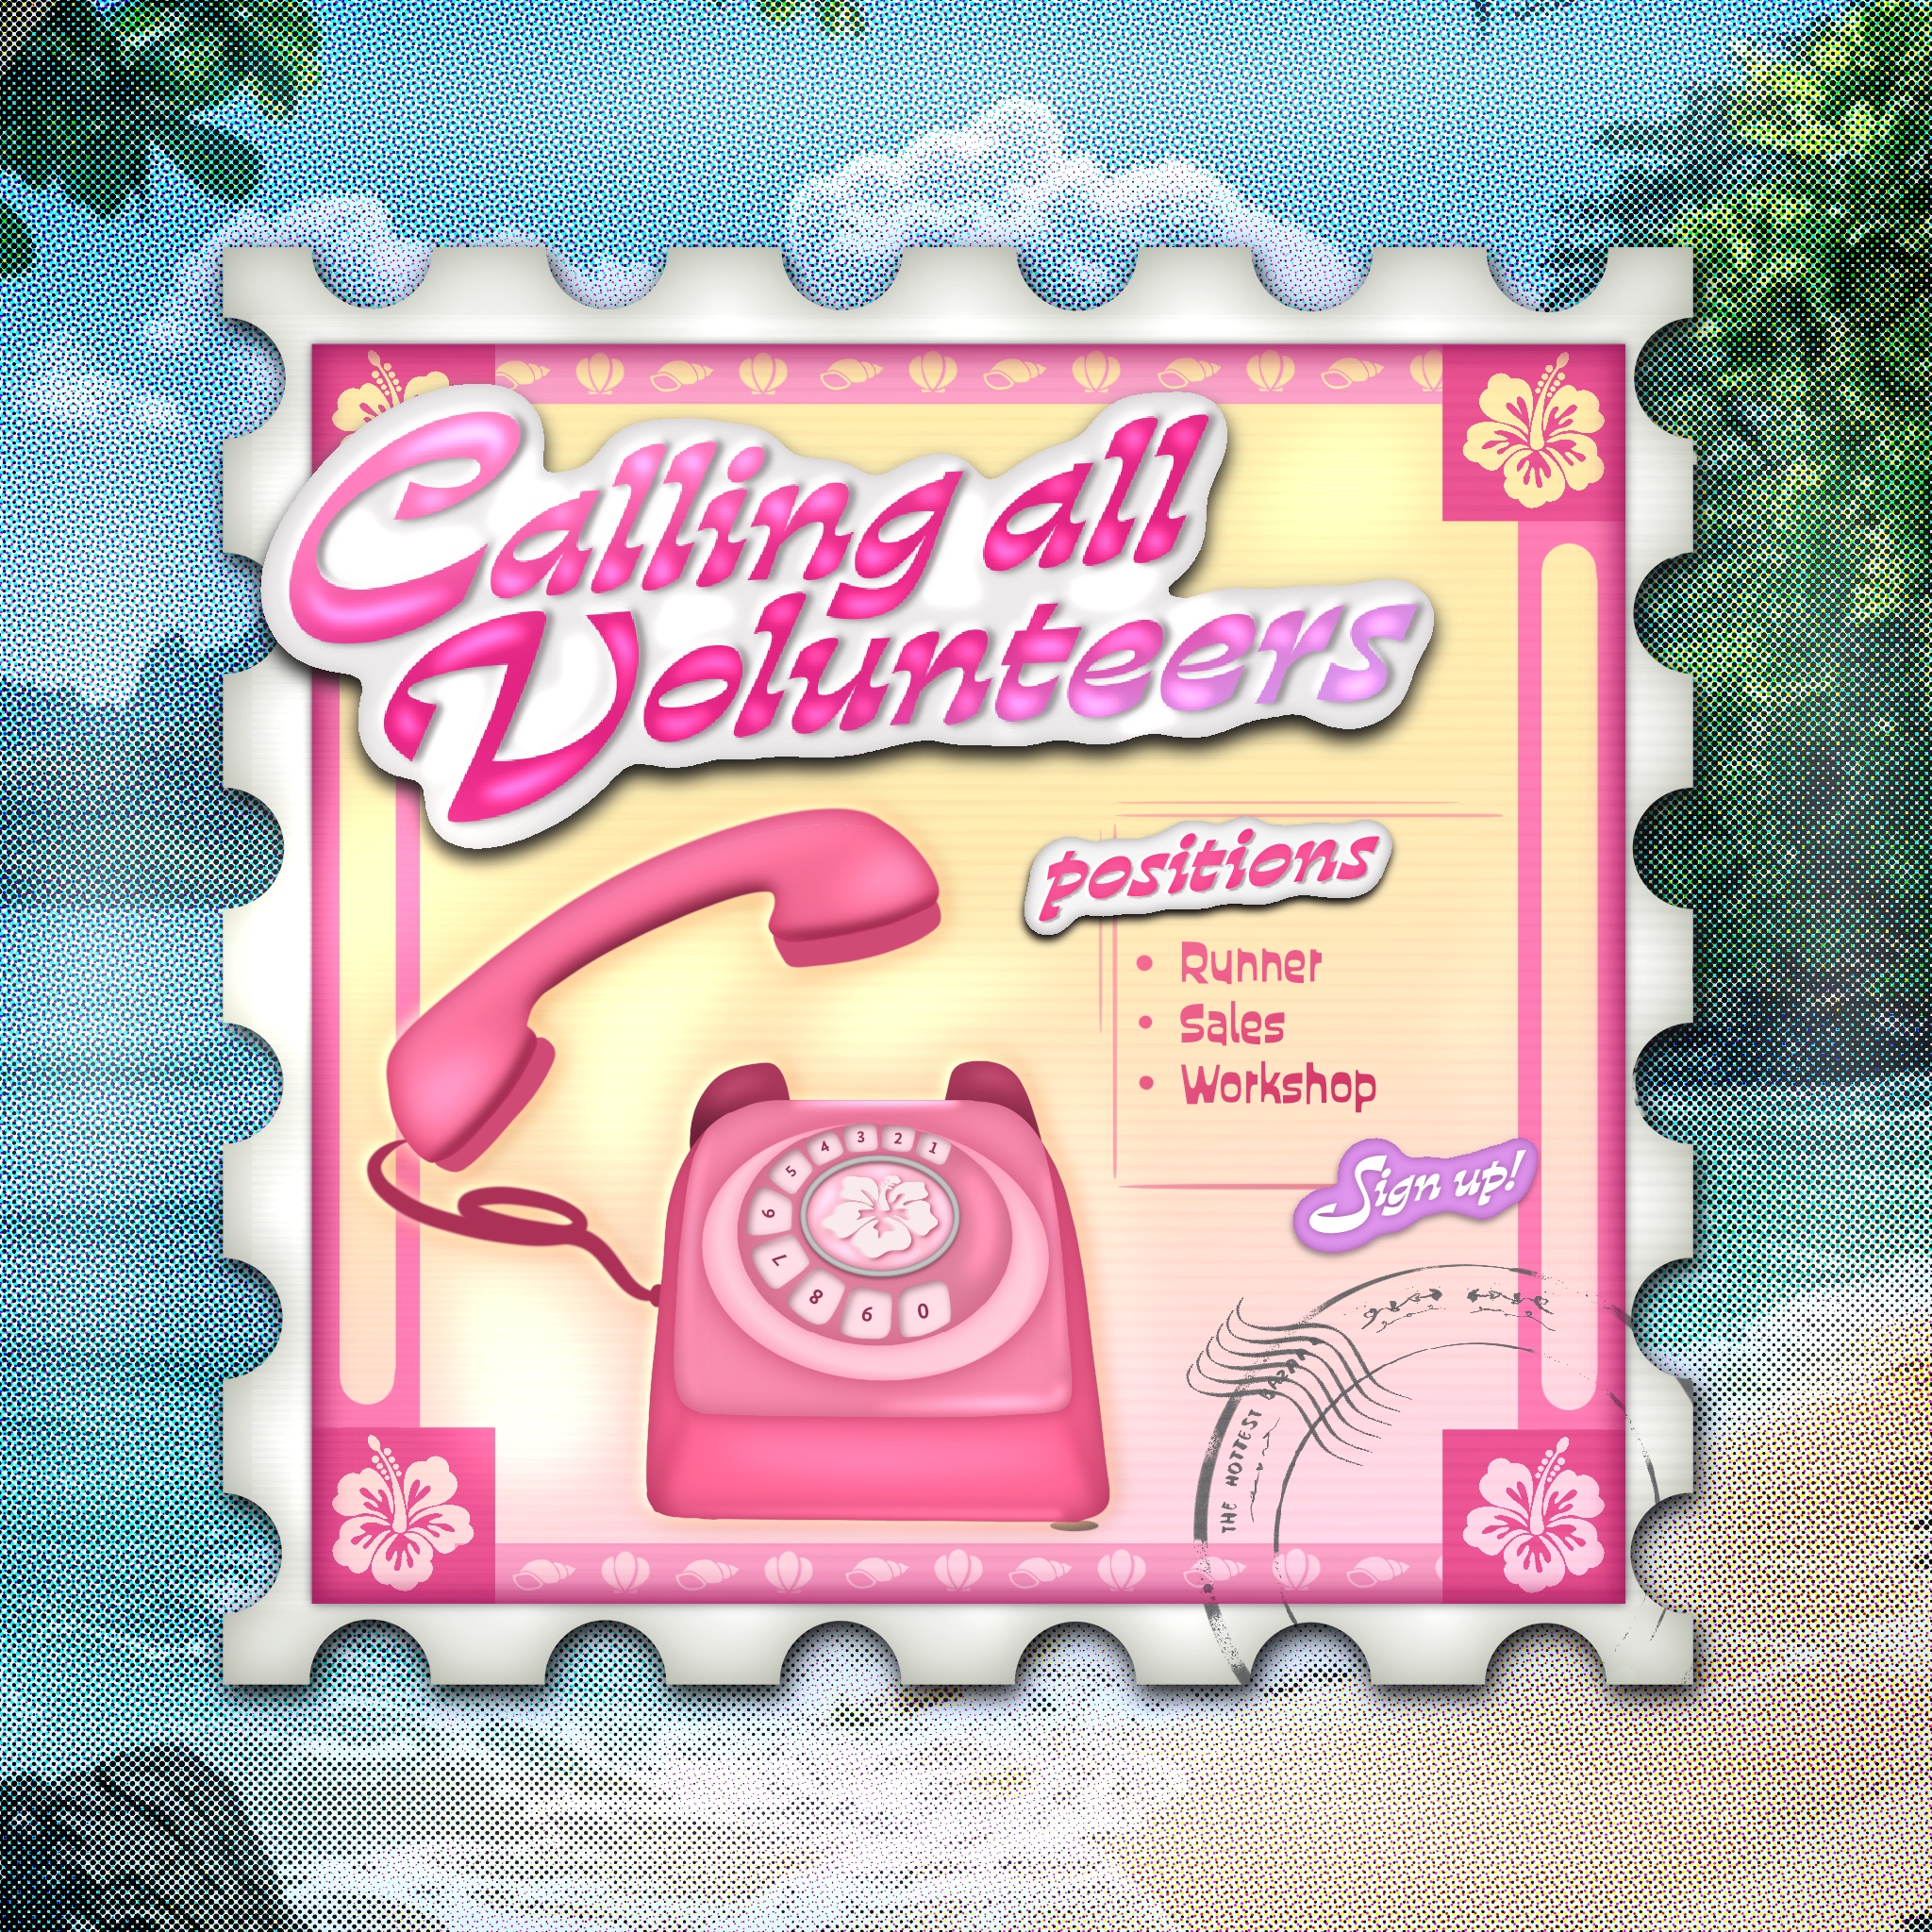 Calling all
Volunteers
positions
• Runner
• Sales
• Workshop
Sign up!
1
2
3
4
5
6
7
8
9
0
THE HOTTEST